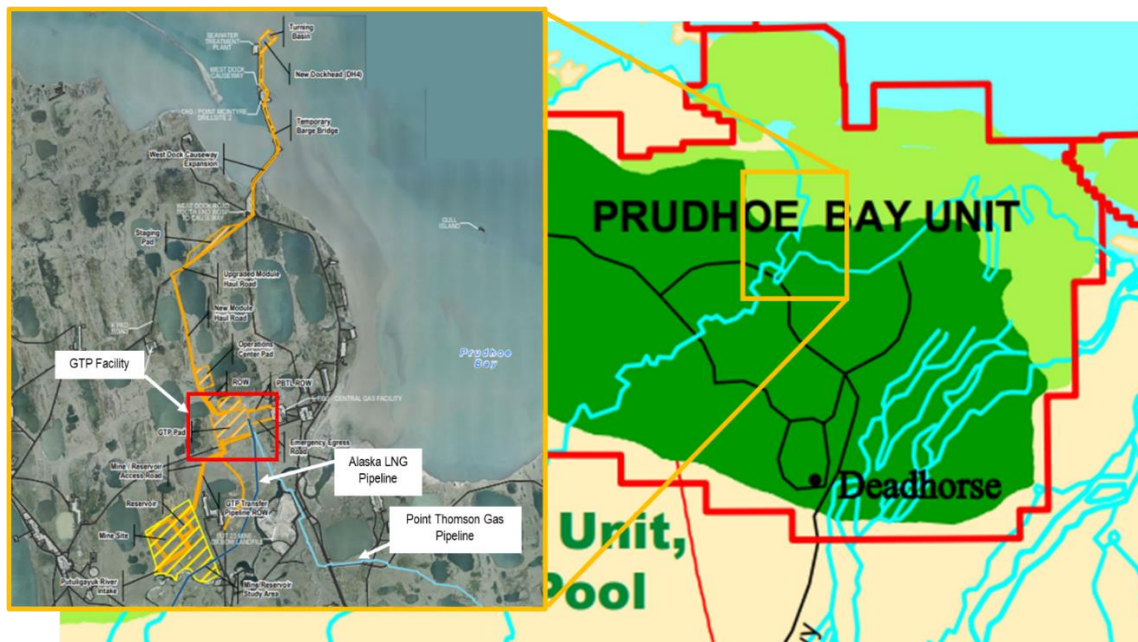 Turning
Basin
SEAWATER
TREATMENT
PLANT
New Dockhead (DH4)
WEST DOCK
CAUSEWAY
Temporary
Barge Bridge
West Dock Causeway
Expansion
GULL
ISLAND
Staging
Pad
Upgraded Module
Haul Road
New Module
Haul Road
Prudhoe
Bay
GTP Facility
Operations
Center Pad
ROW
PBTL ROW
CENTRAL GAS FACILITY
GTP Pad
Emergency Egress
Road
Mine / Reservoir
Access Road
Alaska LNG
Pipeline
Reservoir
GTP Transfer
Pipeline ROW
Point Thomson Gas
Pipeline
Mine Site
Putuligayuk River
Intake
Mine/Reservoir
Study Area
PRUDHOE BAY UNIT
Deadhorse
Unit,
Pool